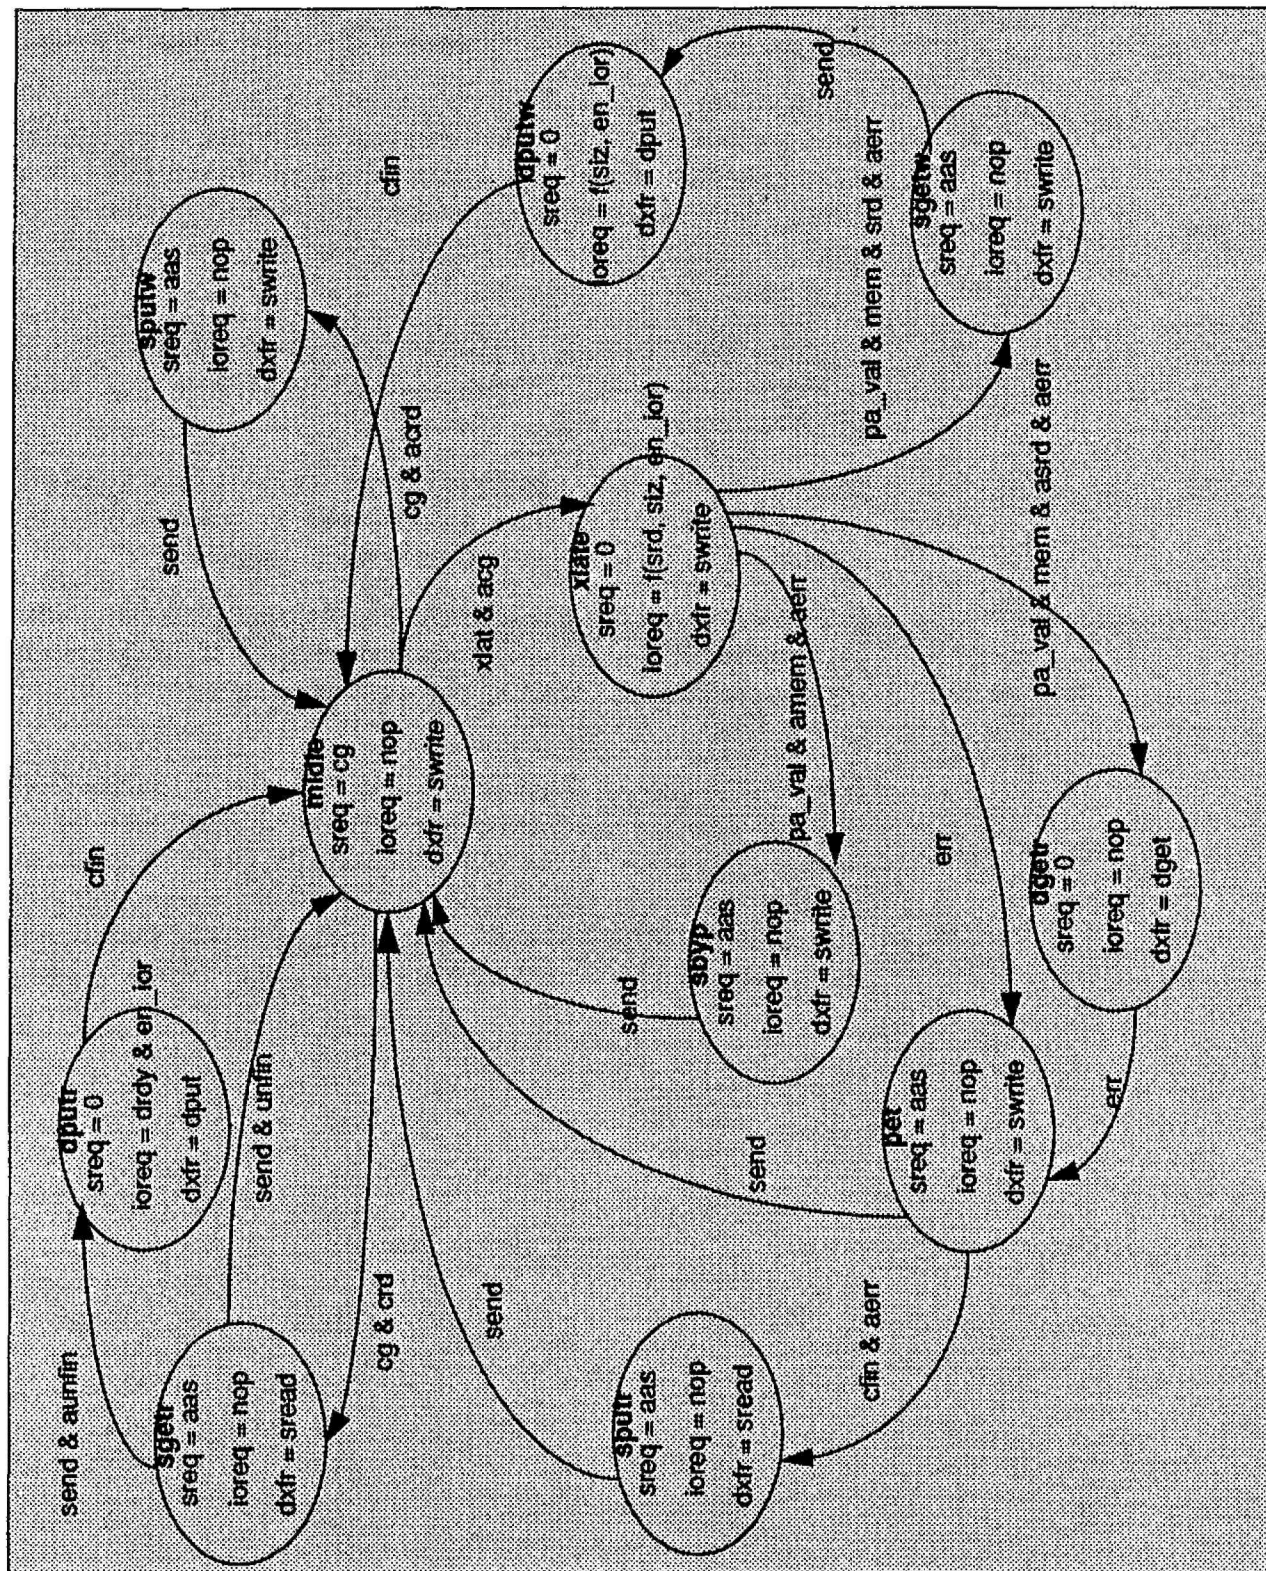 send & aunfin
dputr
sreq = 0
ioreq = drdy & en_ior
dxfr = dput
cfin
sputw
sreq = aas
ioreq = nop
dxfr = swrite
send
sgetr
sreq = aas
ioreq = nop
dxfr = sread
send & unfin
midle
sreq = cg
ioreq = nop
dxfr = swrite
cfin
cg & crd
cg & acrd
send
xlat & acg
dputw
sreq = 0
ioreq = f(siz, en_ior)
dxfr = dput
xlate
sreq = 0
ioreq = f(srd, siz, en_ior)
dxfr = swrite
sputr
sreq = aas
ioreq = nop
dxfr = sread
send
sbyp
sreq = aas
ioreq = nop
dxfr = swrite
send
pa_val & amem & aerr
send
cfin & aerr
pa_val & mem & srd & aerr
pet
sreq = aas
ioreq = nop
dxfr = swrite
err
sgetw
sreq = aas
ioreq = nop
dxfr = swrite
dgetr
sreq = 0
ioreq = nop
dxfr = dget
pa_val & mem & asrd & aerr
err